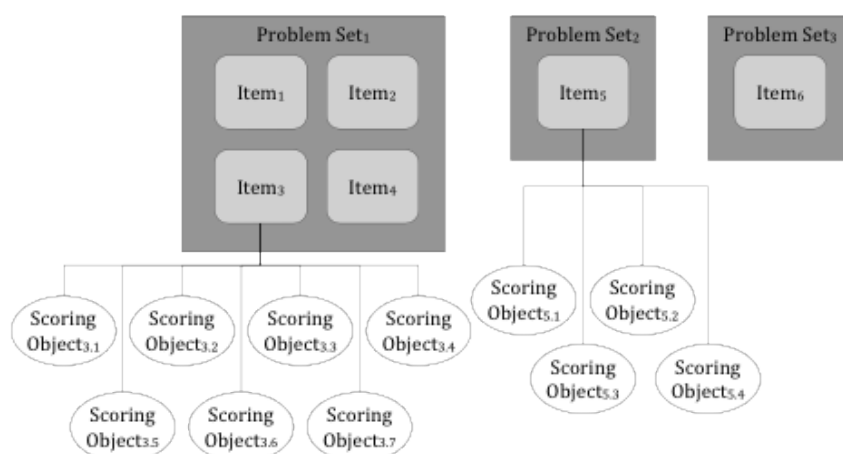 Problem Set₁
Problem Set₂
Problem Set₃
Item₁
Item₂
Item₅
Item₆
Item₃
Item₄
Scoring
Object₃.₁
Scoring
Object₃.₂
Scoring
Object₃.₃
Scoring
Object₃.₄
Scoring
Object₅.₁
Scoring
Object₅.₂
Scoring
Object₅.₃
Scoring
Object₅.₄
Scoring
Object₃.₅
Scoring
Object₃.₆
Scoring
Object₃.₇